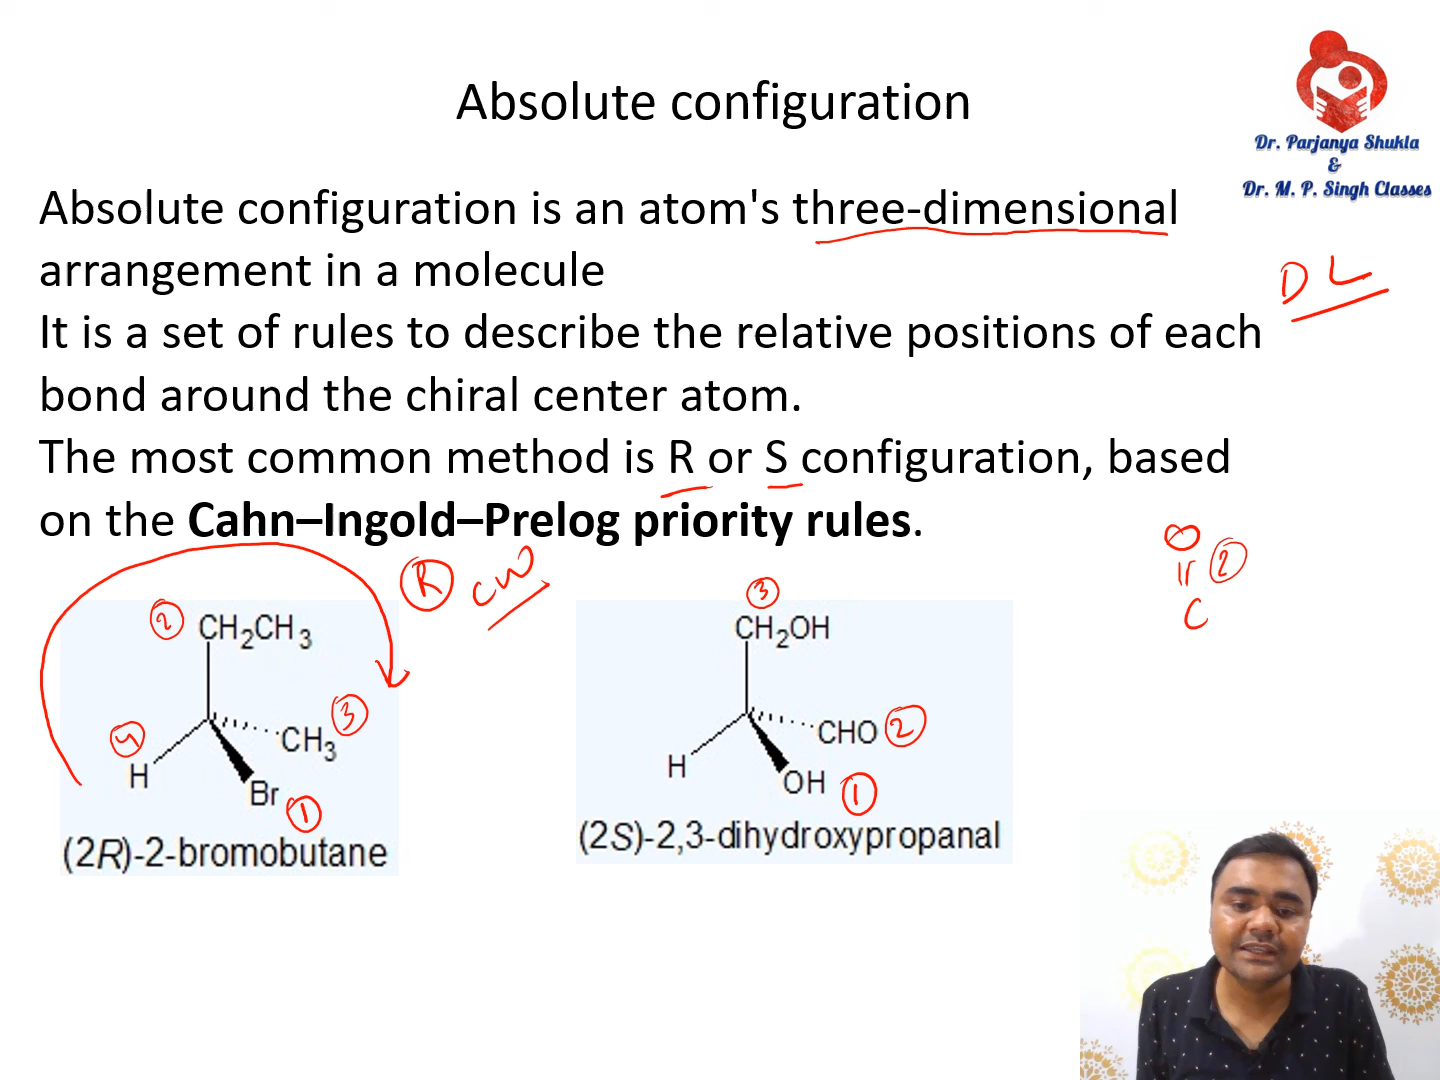 Absolute configuration
Dr. Parjanya Shukla
&
Dr. M. P. Singh Classes
Absolute configuration is an atom's three-dimensional
arrangement in a molecule
D L
It is a set of rules to describe the relative positions of each
bond around the chiral center atom.
The most common method is R or S configuration, based
on the Cahn–Ingold–Prelog priority rules.
R CW
2 CH₂CH₃
4
H
CH₃ 3
Br 1
(2R)-2-bromobutane
3
CH₂OH
H
CHO 2
OH 1
(2S)-2,3-dihydroxypropanal
O
2
C